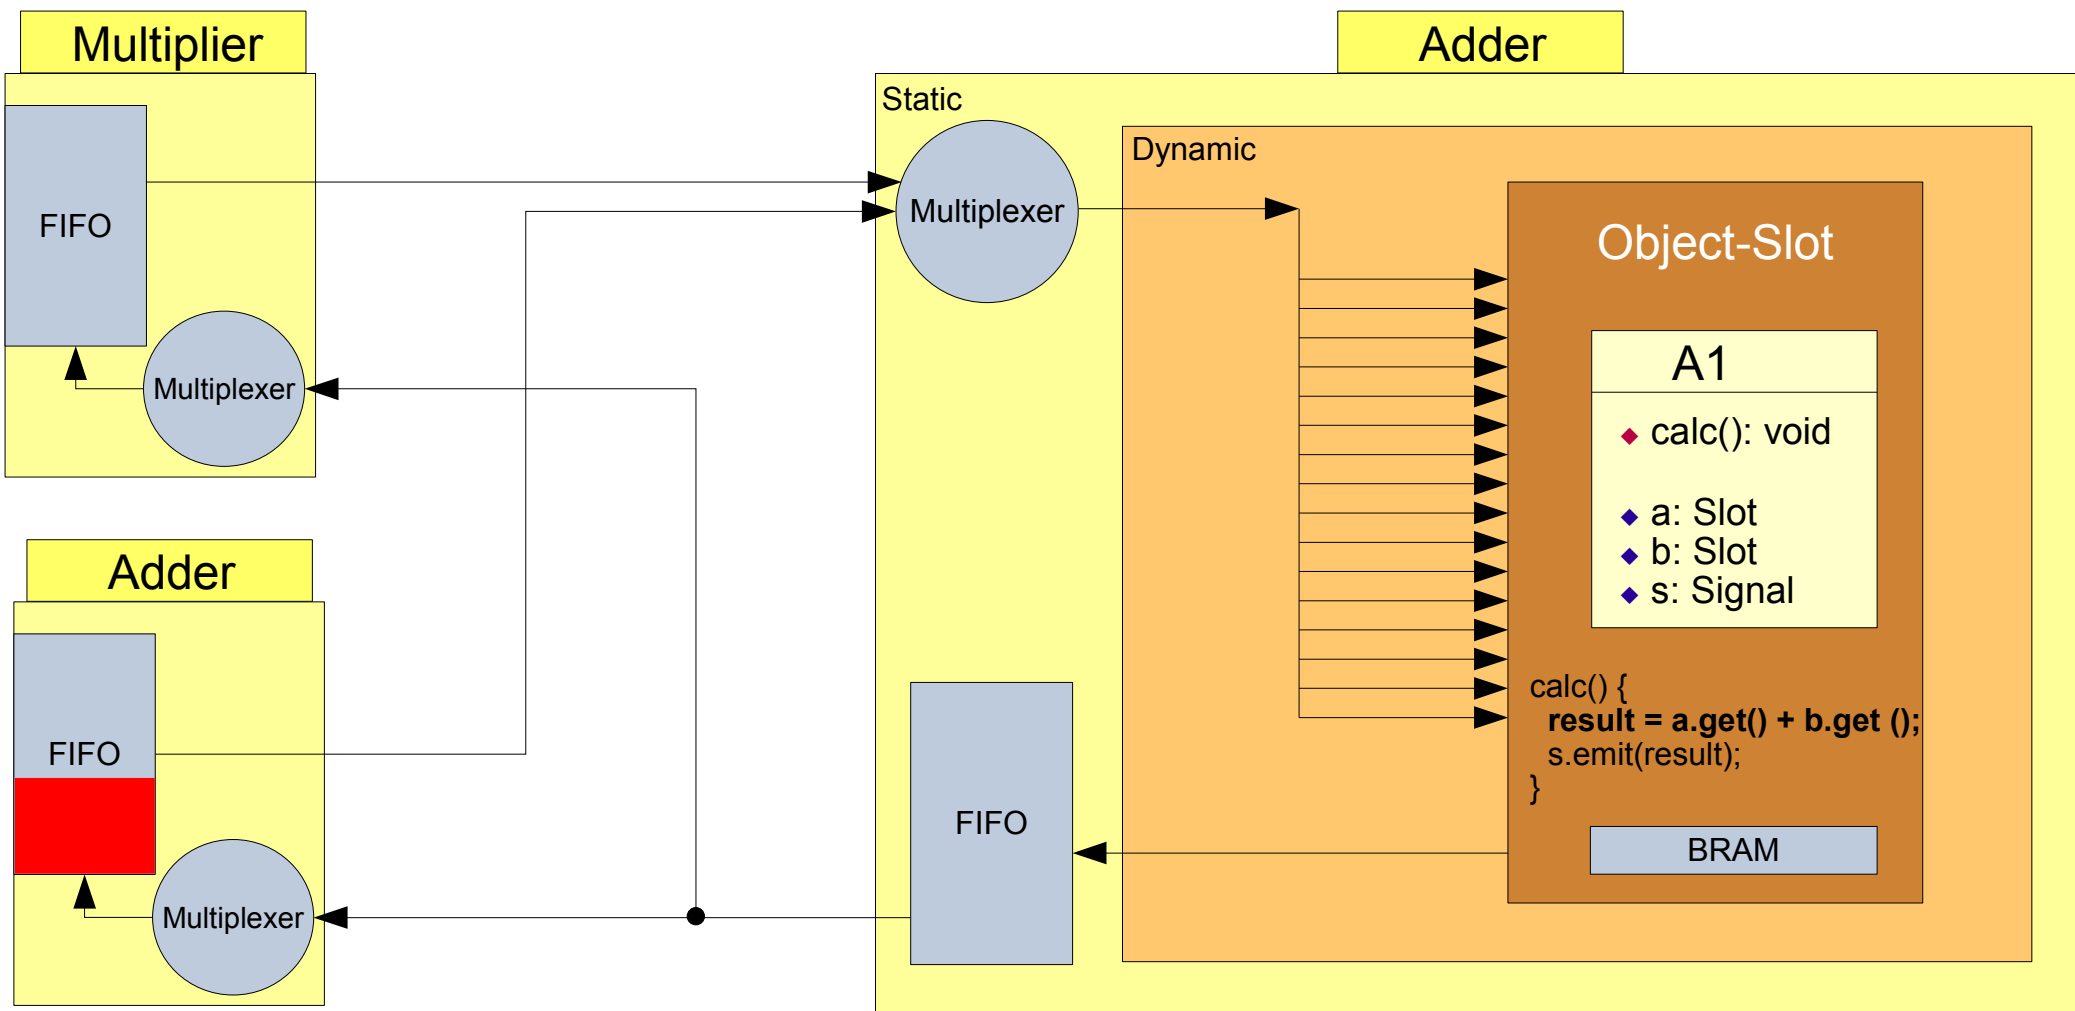 Multiplier
FIFO
Multiplexer
Adder
FIFO
Multiplexer
Adder
Static
Multiplexer
FIFO
Dynamic
Object-Slot
A1
calc(): void
a: Slot
b: Slot
s: Signal
calc() {
result = a.get() + b.get ();
s.emit(result);
}
BRAM